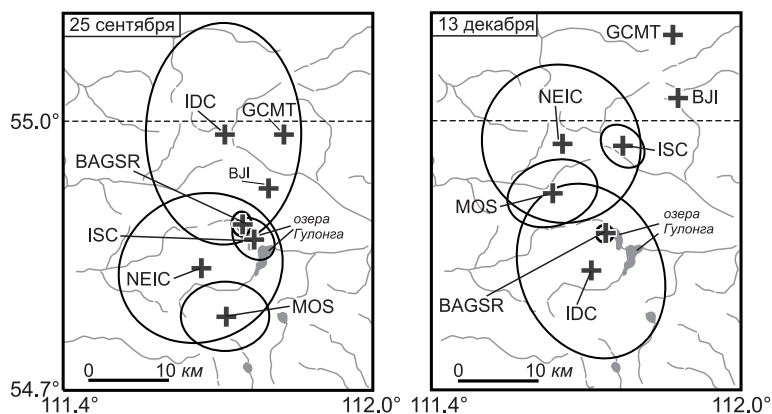 25 сентября
IDC
GCMT
55.0°
BAGSR
BJI
ISC
озера
Гулонга
NEIC
MOS
0 10 км
54.7°
111.4° 112.0°
13 декабря
GCMT
BJI
NEIC
ISC
MOS
озера
Гулонга
BAGSR
IDC
0 10 км
111.4° 112.0°